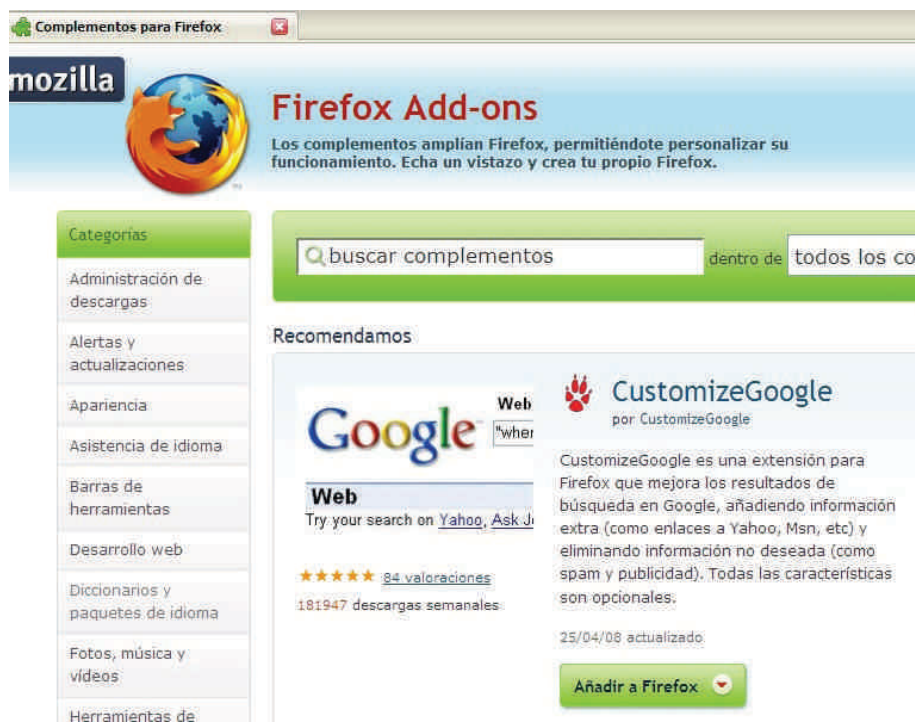 Complementos para Firefox
mozilla
Firefox Add-ons
Los complementos amplían Firefox, permitiéndote personalizar su
funcionamiento. Echa un vistazo y crea tu propio Firefox.
Categorías
Administración de
descargas
Alertas y
actualizaciones
Apariencia
Asistencia de idioma
Barras de
herramientas
Desarrollo web
Diccionarios y
paquetes de idioma
Fotos, música y
vídeos
Herramientas de
buscar complementos dentro de todos los co
Recomendamos
Google
Web
"wher
Web
Try your search on Yahoo, Ask J
84 valoraciones
181947 descargas semanales
CustomizeGoogle
por CustomizeGoogle
CustomizeGoogle es una extensión para
Firefox que mejora los resultados de
búsqueda en Google, añadiendo información
extra (como enlaces a Yahoo, Msn, etc) y
eliminando información no deseada (como
spam y publicidad). Todas las características
son opcionales.
25/04/08 actualizado
Añadir a Firefox